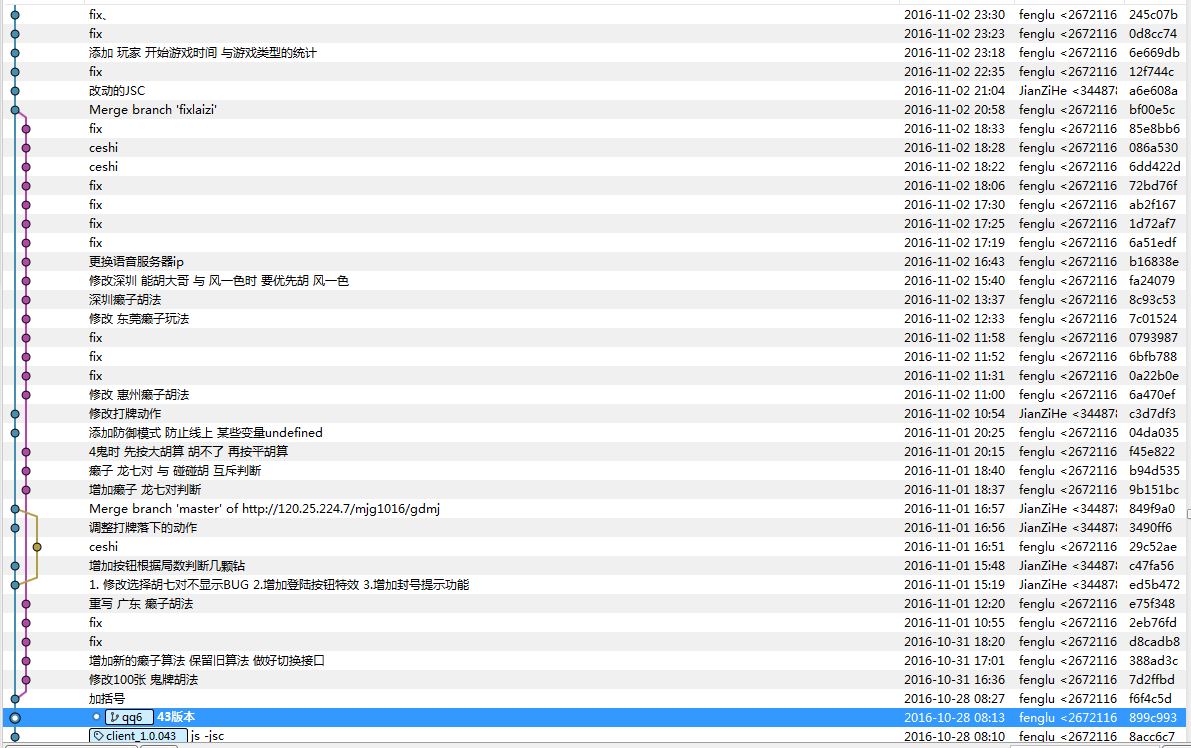 fix、 2016-11-02 23:30 fenglu <2672116 245c07b
fix 2016-11-02 23:23 fenglu <2672116 0d8cc74
添加 玩家 开始游戏时间 与游戏类型的统计 2016-11-02 23:18 fenglu <2672116 6e669db
fix 2016-11-02 22:35 fenglu <2672116 12f744c
改动的JSC 2016-11-02 21:04 JianZiHe <344878 a6e608a
Merge branch 'fixlaizi' 2016-11-02 20:58 fenglu <2672116 bf00e5c
fix 2016-11-02 18:33 fenglu <2672116 85e8bb6
ceshi 2016-11-02 18:28 fenglu <2672116 086a530
ceshi 2016-11-02 18:22 fenglu <2672116 6dd422d
fix 2016-11-02 18:06 fenglu <2672116 72bd76f
fix 2016-11-02 17:30 fenglu <2672116 ab2f167
fix 2016-11-02 17:25 fenglu <2672116 1d72af7
fix 2016-11-02 17:19 fenglu <2672116 6a51edf
更换语音服务器ip 2016-11-02 16:43 fenglu <2672116 b16838e
修改深圳 能胡大哥 与 风一色时 要优先胡 风一色 2016-11-02 15:40 fenglu <2672116 fa24079
深圳癞子胡法 2016-11-02 13:37 fenglu <2672116 8c93c53
修改 东莞癞子玩法 2016-11-02 12:33 fenglu <2672116 7c01524
fix 2016-11-02 11:58 fenglu <2672116 0793987
fix 2016-11-02 11:52 fenglu <2672116 6bfb788
fix 2016-11-02 11:31 fenglu <2672116 0a22b0e
修改 惠州癞子胡法 2016-11-02 11:00 fenglu <2672116 6a470ef
修改打牌动作 2016-11-02 10:54 JianZiHe <344878 c3d7df3
添加防御模式 防止线上 某些变量undefined 2016-11-01 20:25 fenglu <2672116 04da035
4鬼时 先按大胡算 胡不了 再按平胡算 2016-11-01 20:15 fenglu <2672116 f45e822
癞子 龙七对 与 碰碰胡 互斥判断 2016-11-01 18:40 fenglu <2672116 b94d535
增加癞子 龙七对判断 2016-11-01 18:37 fenglu <2672116 9b151bc
Merge branch 'master' of http://120.25.224.7/mjg1016/gdmj 2016-11-01 16:57 JianZiHe <344878 849f9a0
调整打牌落下的动作 2016-11-01 16:56 JianZiHe <344878 3490ff6
ceshi 2016-11-01 16:51 fenglu <2672116 29c52ae
增加按钮根据局数判断几颗钻 2016-11-01 15:48 JianZiHe <344878 c47fa56
1. 修改选择胡七对不显示BUG 2.增加登陆按钮特效 3.增加封号提示功能 2016-11-01 15:19 JianZiHe <344878 ed5b472
重写 广东 癞子胡法 2016-11-01 12:20 fenglu <2672116 e75f348
fix 2016-11-01 10:55 fenglu <2672116 2eb76fd
fix 2016-10-31 18:20 fenglu <2672116 d8cadb8
增加新的癞子算法 保留旧算法 做好切换接口 2016-10-31 17:01 fenglu <2672116 388ad3c
修改100张 鬼牌胡法 2016-10-31 16:36 fenglu <2672116 7d2ffbd
加括号 2016-10-28 08:27 fenglu <2672116 f6f4c5d
qq6 43版本 2016-10-28 08:13 fenglu <2672116 899c993
client_1.0.043 js -jsc 2016-10-28 08:10 fenglu <2672116 8acc6c7